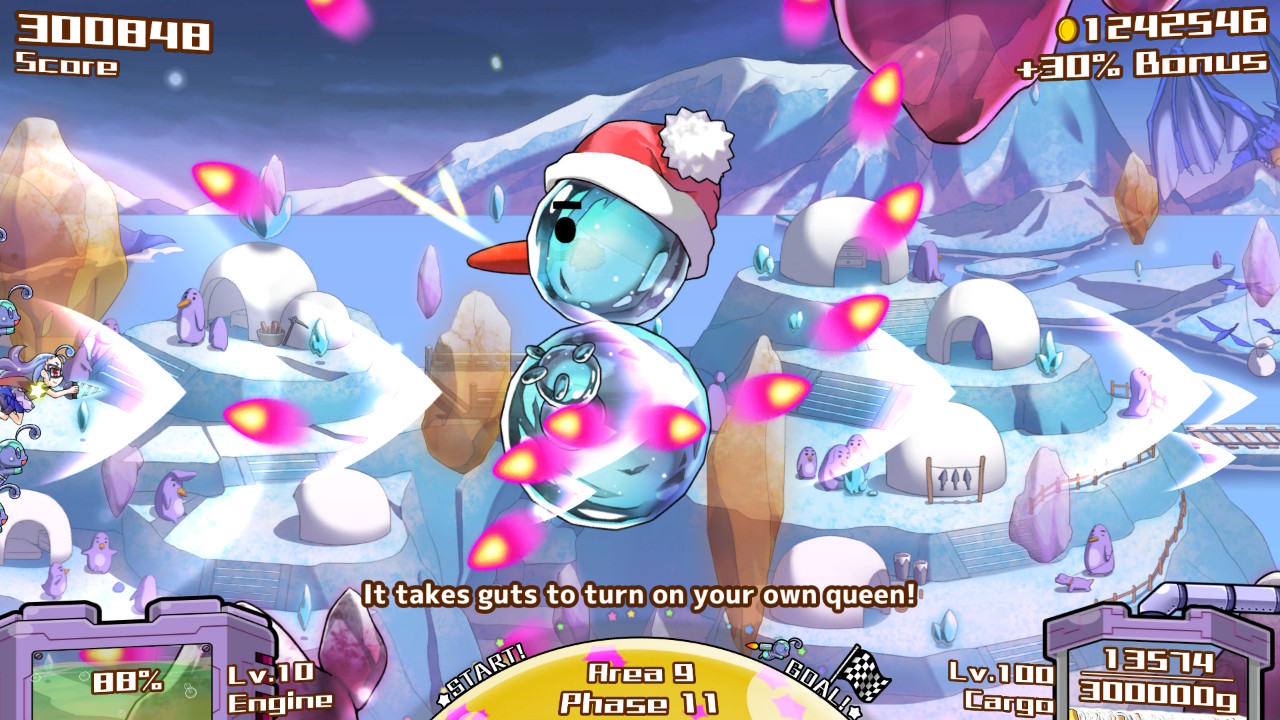 300848
Score
1242546
+30% Bonus
It takes guts to turn on your own queen!
88%
Lv.10
Engine
START!
Area 9
Phase 11
GOAL!
Lv.100
Cargo
13574
300000g